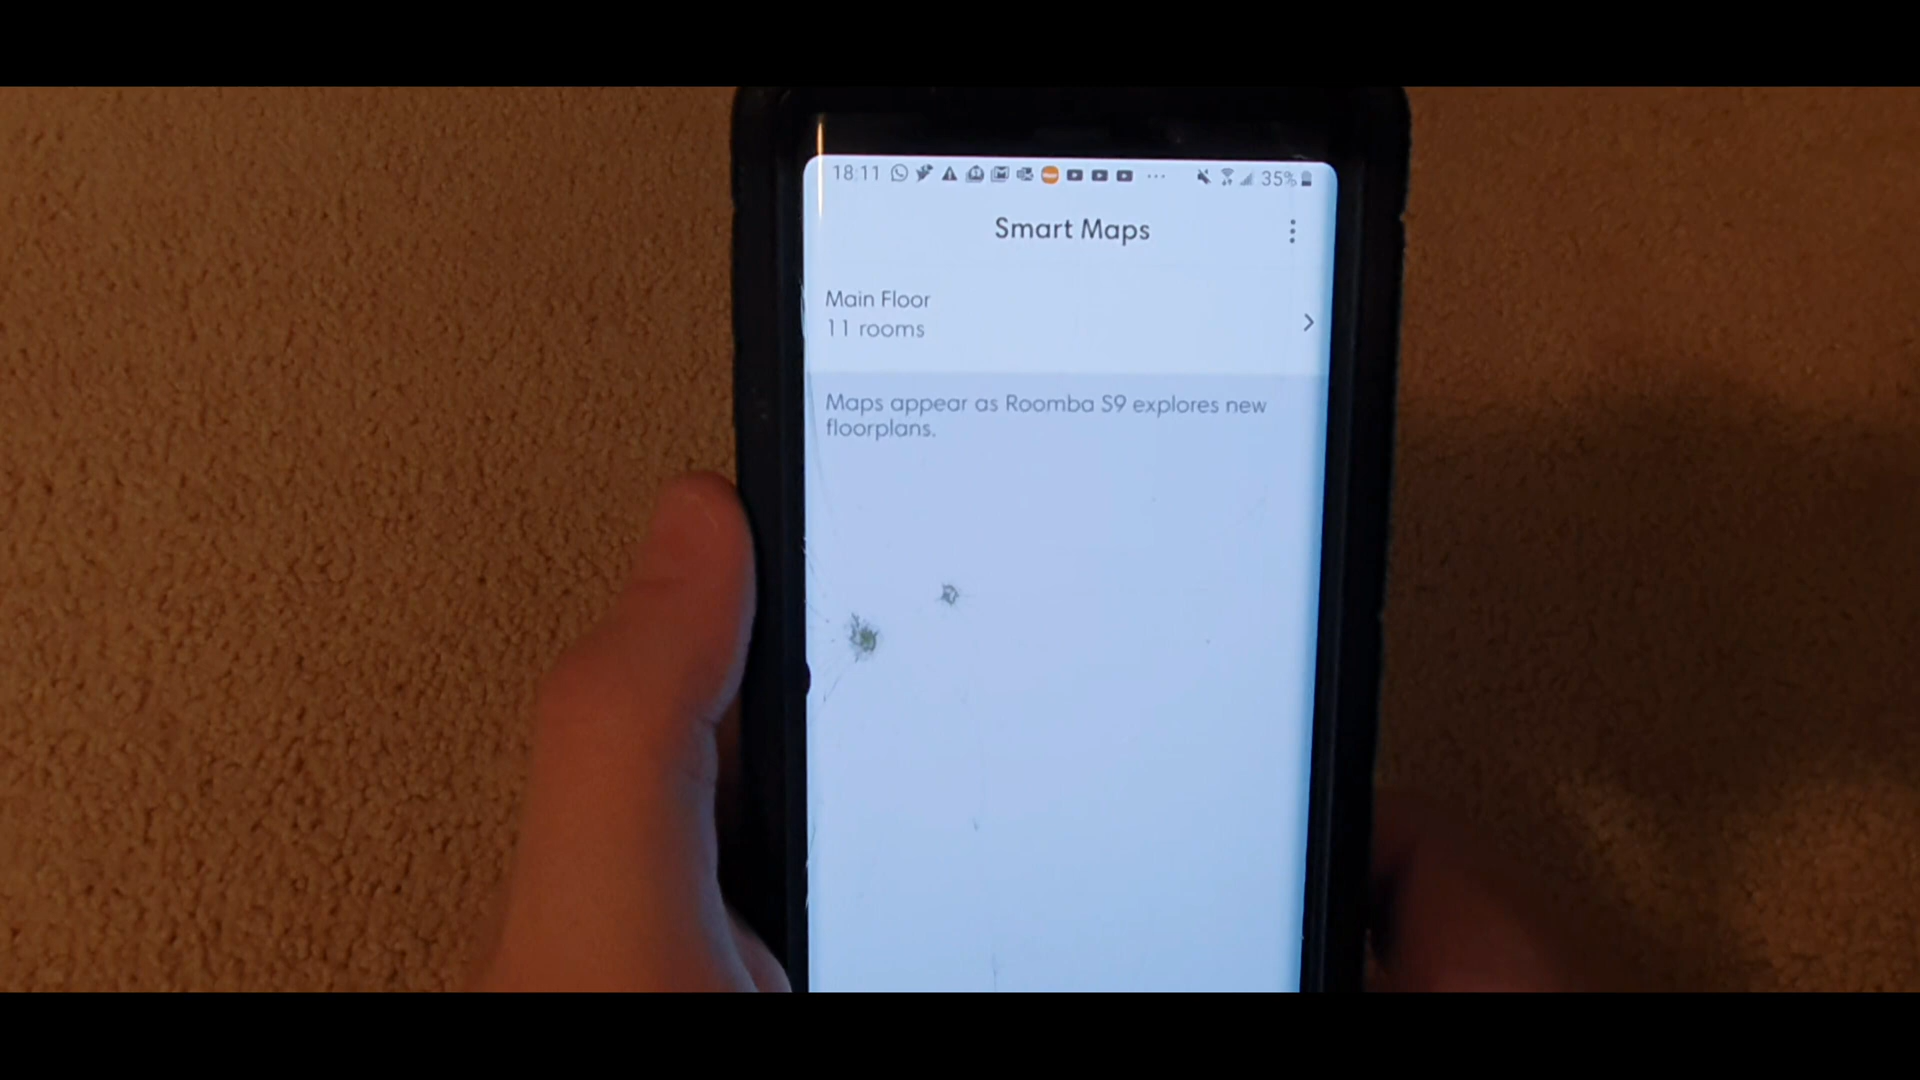 18:11 35%
Smart Maps
Main Floor
11 rooms
Maps appear as Roomba S9 explores new
floorplans.